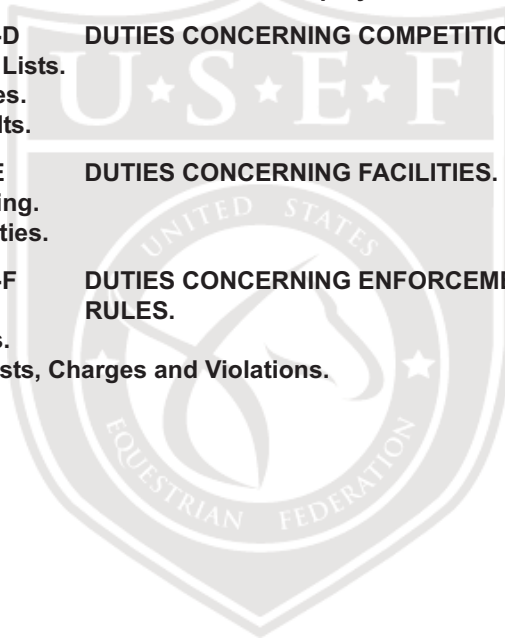 -D DUTIES CONCERNING COMPETITIO
Lists.
es.
lts.
E DUTIES CONCERNING FACILITIES.
ing.
ties.
-F DUTIES CONCERNING ENFORCEME
RULES.
s.
sts, Charges and Violations.
U★S★E★F
UNITED STATES
EQUESTRIAN FEDERATION